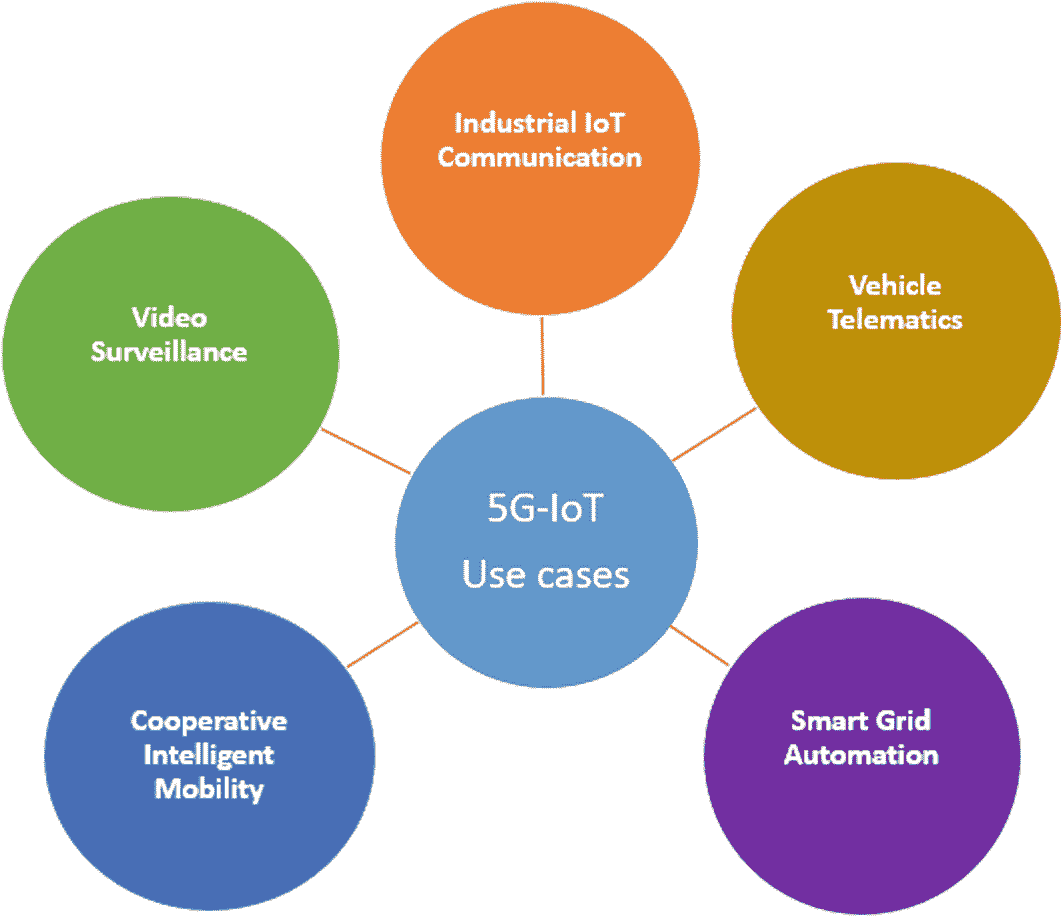 Industrial IoT
Communication
Vehicle
Telematics
Video
Surveillance
5G-IoT
Use cases
Cooperative
Intelligent
Mobility
Smart Grid
Automation